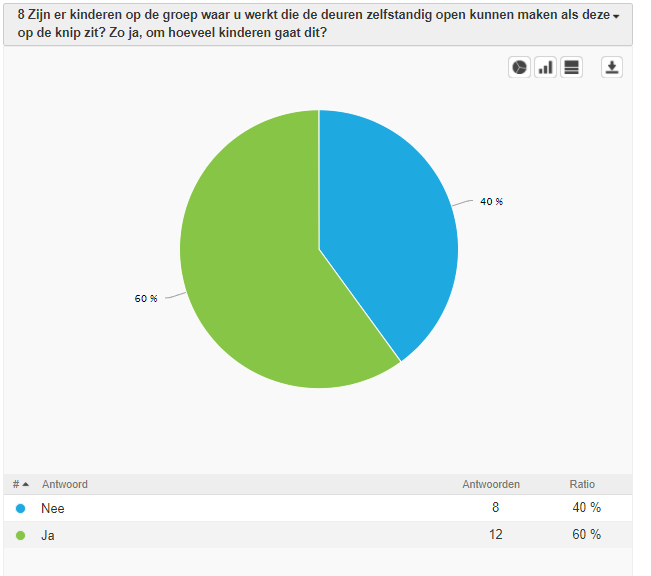 8 Zijn er kinderen op de groep waar u werkt die de deuren zelfstandig open kunnen maken als deze
op de knip zit? Zo ja, om hoeveel kinderen gaat dit?
40 %
60 %
# Antwoord Antwoorden Ratio
Nee 8 40 %
Ja 12 60 %